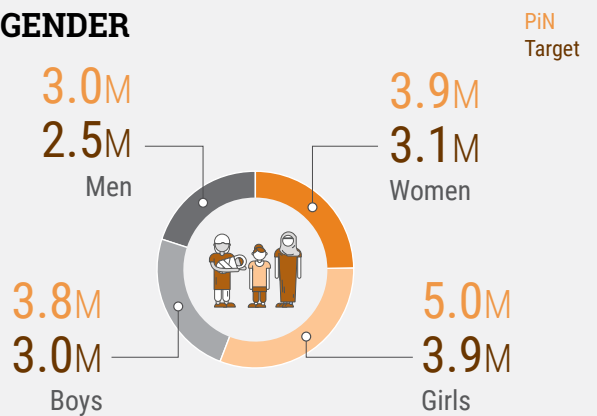 GENDER
PiN
Target
3.0M
2.5M
Men
3.9M
3.1M
Women
3.8M
3.0M
Boys
5.0M
3.9M
Girls